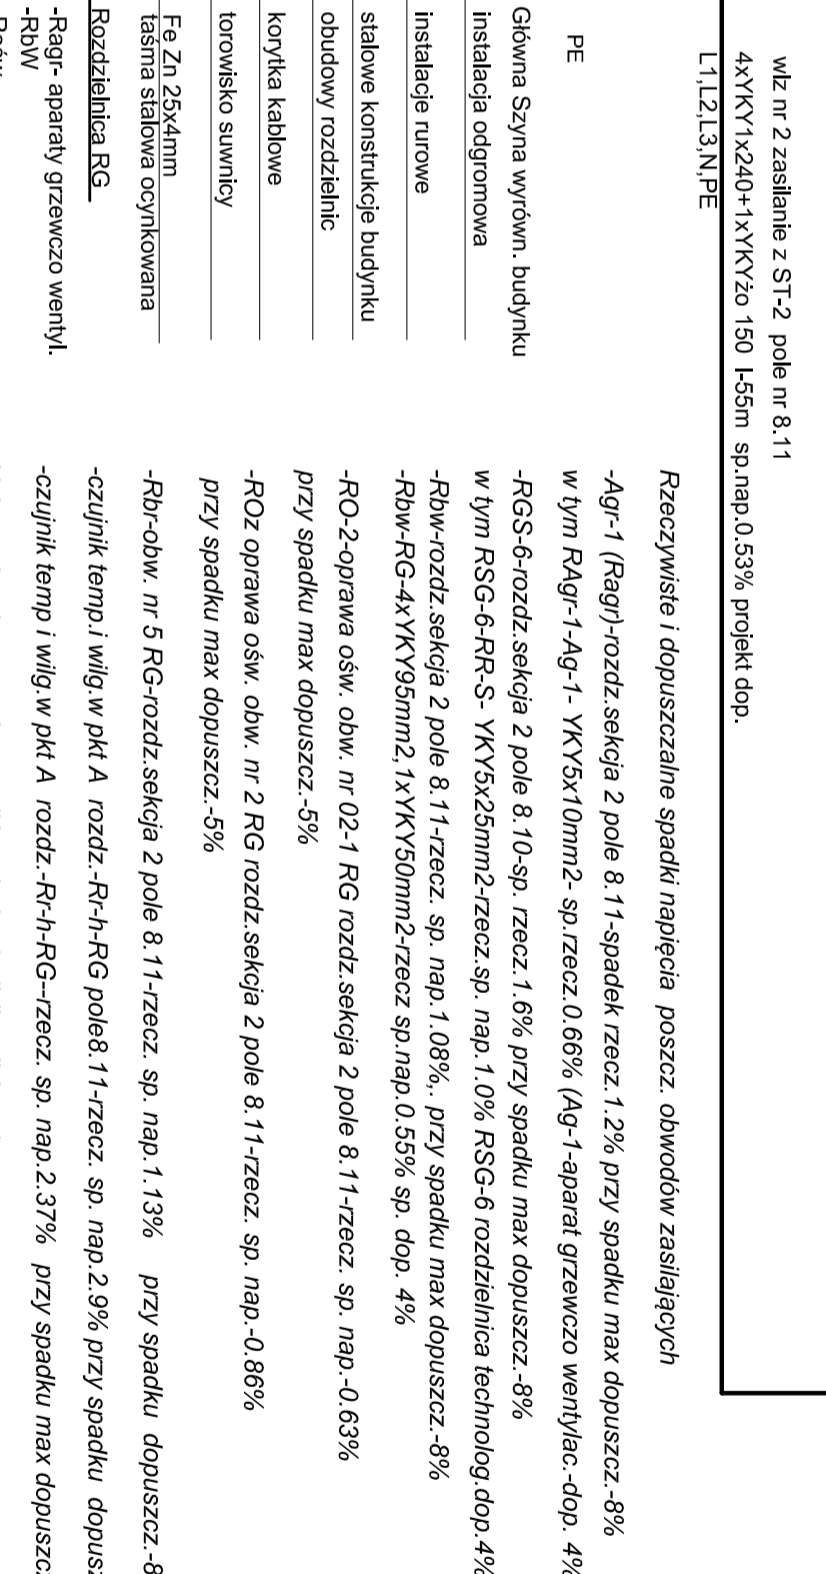 wlz nr 2 zasilanie z ST-2 pole nr 8.11
4xYKY1x240+1xYKYżo 150 l-55m sp.nap.0.53% projekt dop.
L1,L2,L3,N,PE
PE
Główna Szyna wyrówn. budynku
instalacja odgromowa
instalacje rurowe
stalowe konstrukcje budynku
obudowy rozdzielnic
korytka kablowe
torowisko suwnicy
Fe Zn 25x4mm
taśma stalowa ocynkowana
Rozdzielnica RG
-Ragr- aparaty grzewczo wentyl.
-RbW
Rzeczywiste i dopuszczalne spadki napięcia poszcz. obwodów zasilających
-Agr-1 (Ragr)-rozdz.sekcja 2 pole 8.11-spadek rzecz.1.2% przy spadku max dopuszcz.-8%
w tym RAgr-1-Ag-1- YKY5x10mm2- sp.rzecz.0.66% (Ag-1-aparat grzewczo wentylac.-dop. 4%
-RGS-6-rozdz.sekcja 2 pole 8.10-sp. rzecz.1.6% przy spadku max dopuszcz.-8%
w tym RSG-6-RR-S- YKY5x25mm2-rzecz.sp. nap.1.0% RSG-6 rozdzielnica technolog.dop.4%
-Rbw-rozdz.sekcja 2 pole 8.11-rzecz. sp. nap.1.08%,. przy spadku max dopuszcz.-8%
-Rbw-RG-4xYKY95mm2,1xYKY50mm2-rzecz sp.nap.0.55% sp. dop. 4%
-RO-2-oprawa ośw. obw. nr 02-1 RG rozdz.sekcja 2 pole 8.11-rzecz. sp. nap.-0.63%
przy spadku max dopuszcz.-5%
-ROz oprawa ośw. obw. nr 2 RG rozdz.sekcja 2 pole 8.11-rzecz. sp. nap.-0.86%
przy spadku max dopuszcz.-5%
-Rbr-obw. nr 5 RG-rozdz.sekcja 2 pole 8.11-rzecz. sp. nap.1.13% przy spadku dopuszcz.-8
-czujnik temp.i wilg.w pkt A rozdz.-Rr-h-RG pole8.11-rzecz. sp. nap.2.9% przy spadku dopusz
-czujnik temp i wilg.w pkt A rozdz.-Rr-h-RG--rzecz. sp. nap.2.37% przy spadku max dopuszc